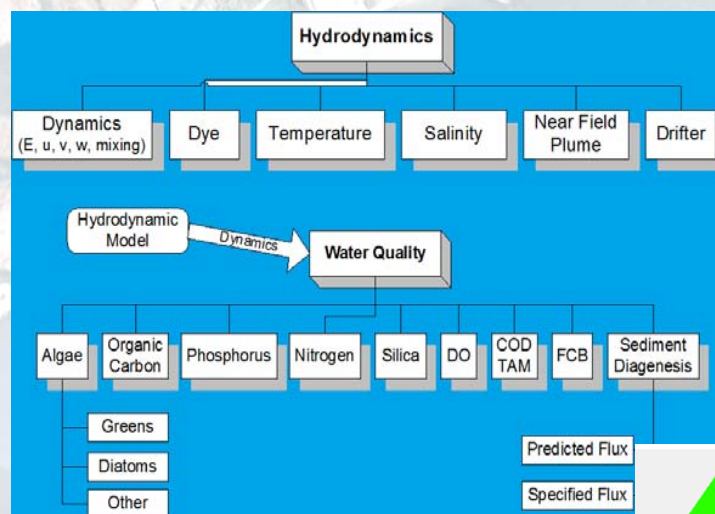 Hydrodynamics
Dynamics
(E, u, v, w, mixing)
Dye
Temperature
Salinity
Near Field
Plume
Drifter
Hydrodynamic
Model
Dynamics
Water Quality
Algae
Organic
Carbon
Phosphorus
Nitrogen
Silica
DO
COD
TAM
FCB
Sediment
Diagenesis
Greens
Diatoms
Other
Predicted Flux
Specified Flux